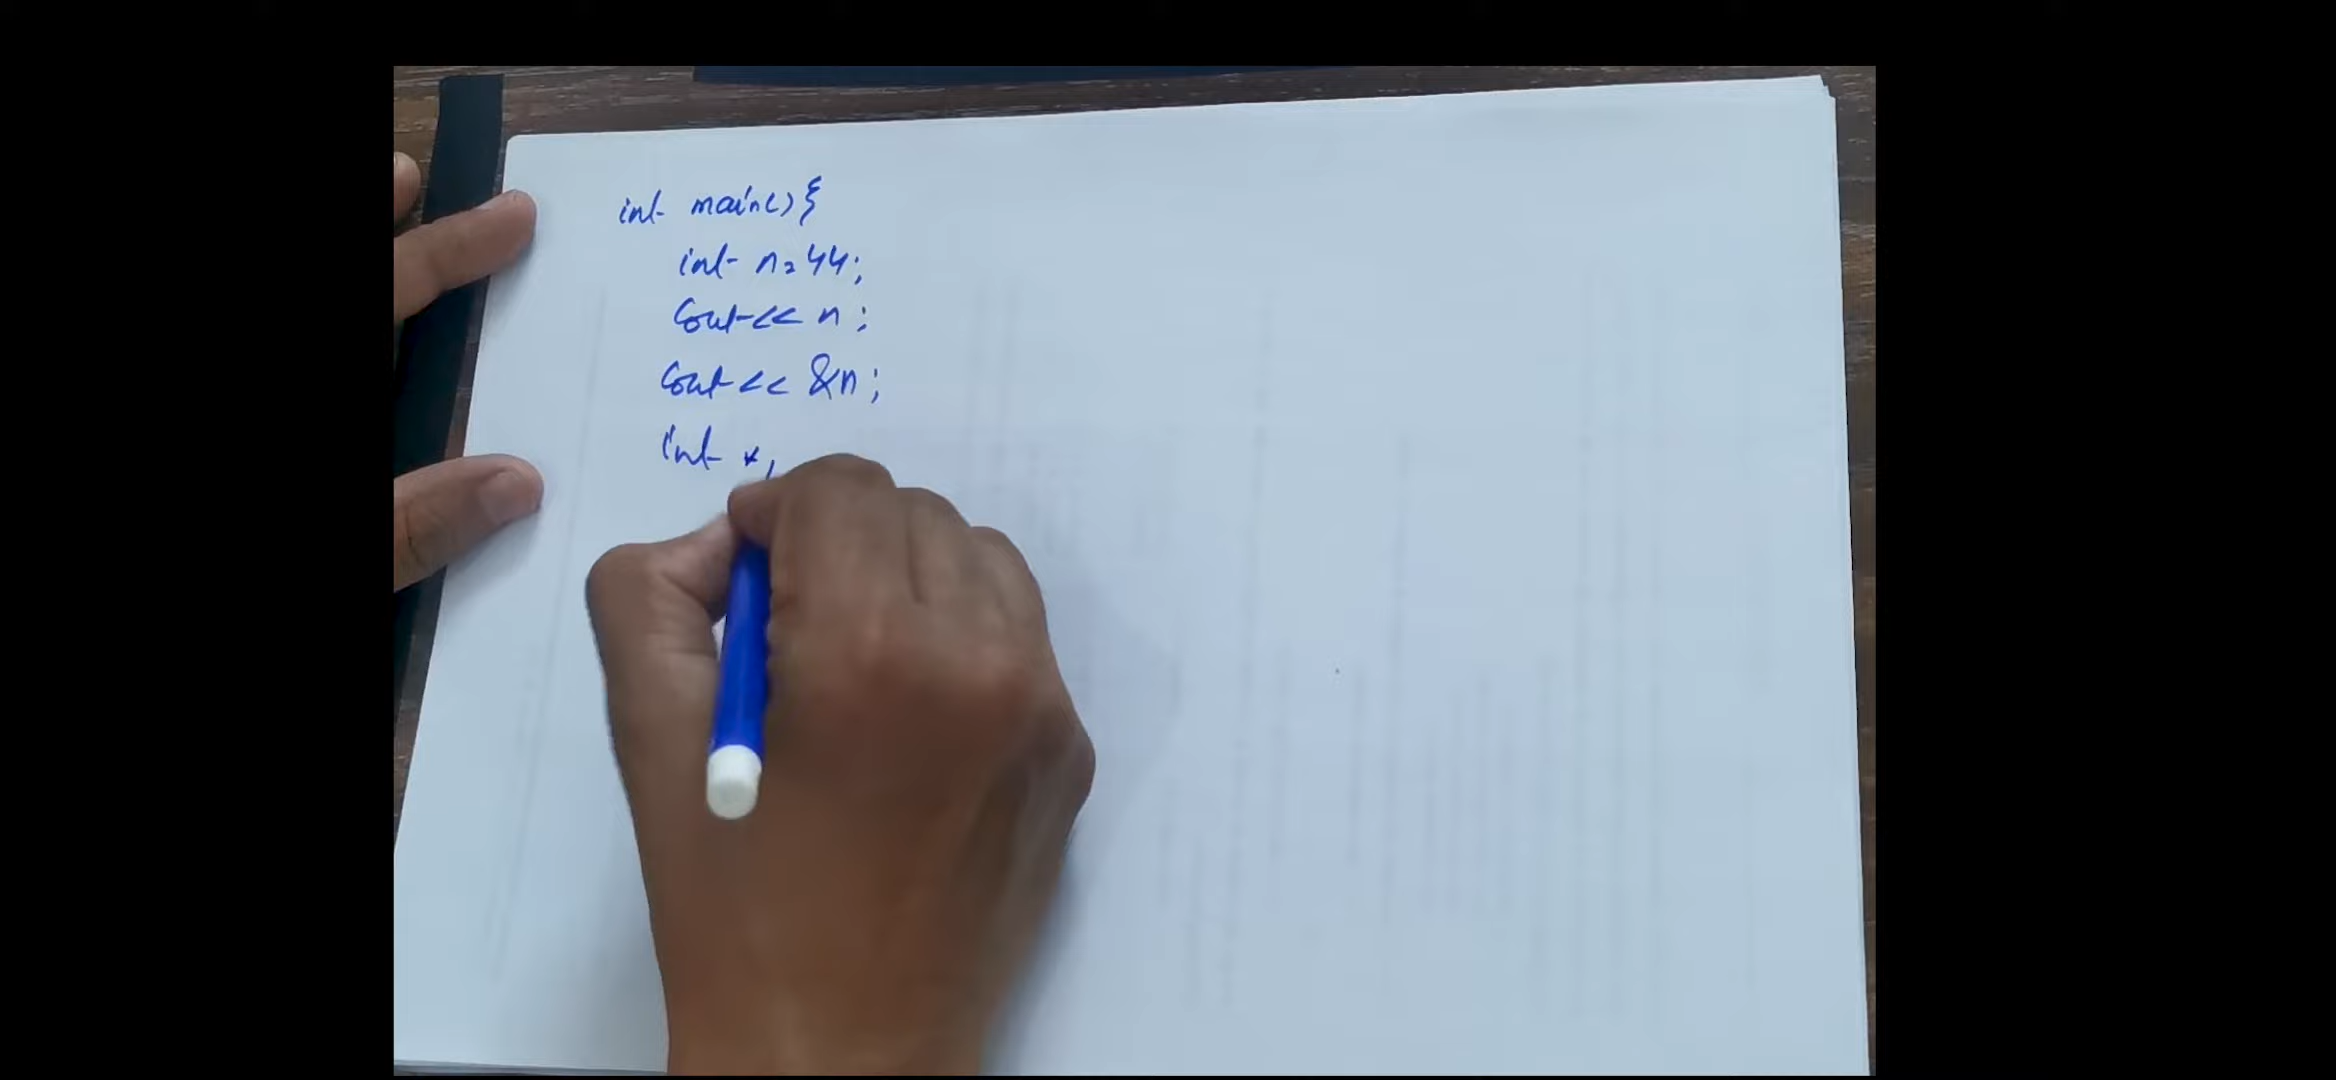 int main(){
int n=44;
Cout<< n ;
Cout<< &n ;
int *